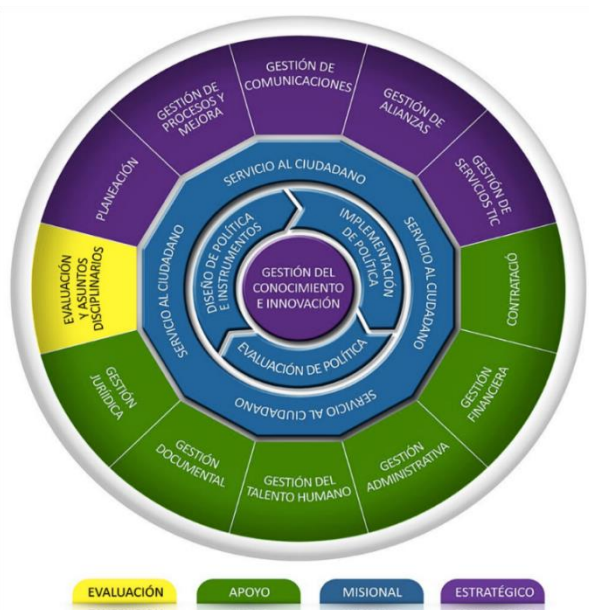 GESTIÓN DE
COMUNICACIONES
GESTIÓN DE
ALIANZAS
GESTIÓN DE
SERVICIOS TIC
CONTRATACIÓ
GESTIÓN
FINANCIERA
GESTIÓN
ADMINISTRATIVA
GESTIÓN DEL
TALENTO HUMANO
GESTIÓN
DOCUMENTAL
GESTIÓN
JURÍIDICA
EVALUACIÓN
Y ASUNTOS
DISCIPLINARIOS
PLANEACIÓN
GESTIÓN DE
PROCESOS Y
MEJORA
SERVICIO AL CIUDADANO
SERVICIO AL CIUDADANO
SERVICIO AL CIUDADANO
SERVICIO AL CIUDADANO
DISEÑO DE POLÍTICA
E INSTRUMENTOS
IMPLEMENTACIÓN
DE POLÍTICA
EVALUACIÓN DE POLÍTICA
GESTIÓN DEL
CONOCIMIENTO
E INNOVACIÓN
EVALUACIÓN
APOYO
MISIONAL
ESTRATÉGICO